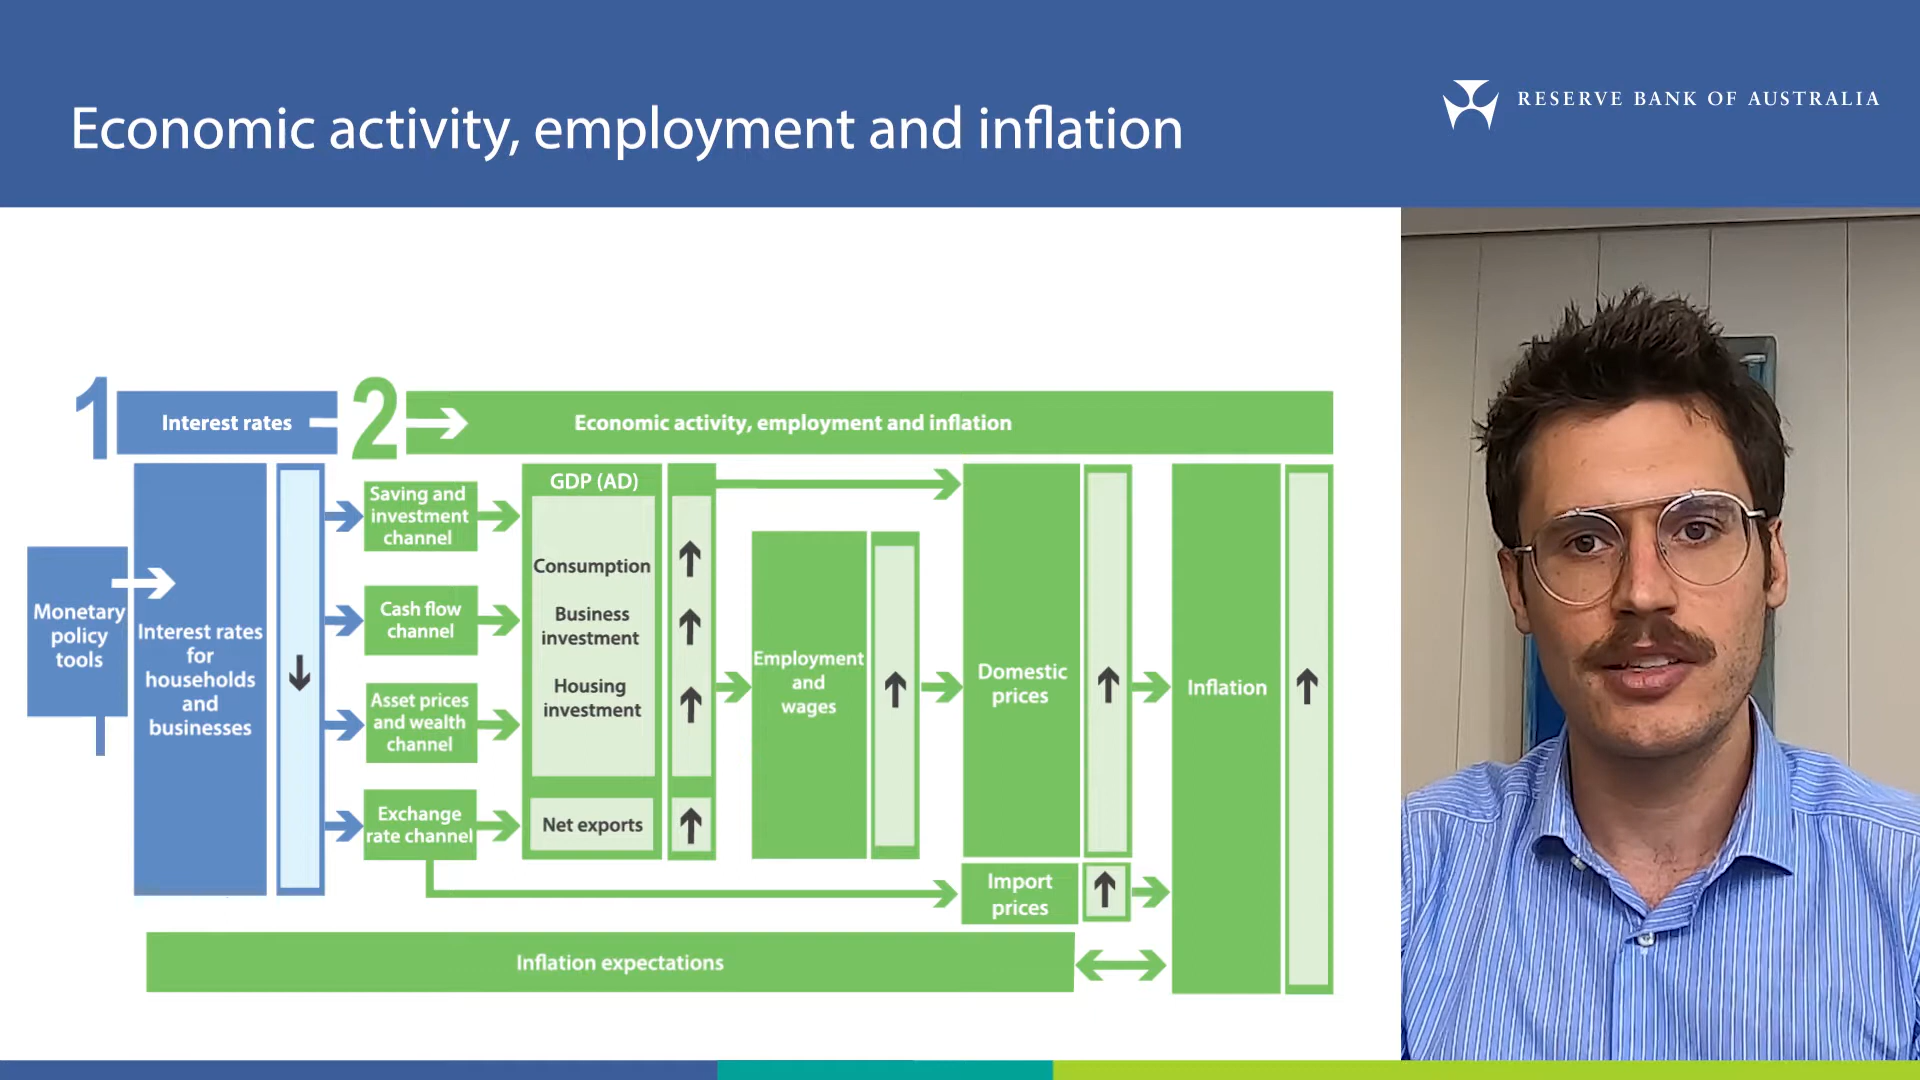 Economic activity, employment and inflation
RESERVE BANK OF AUSTRALIA
1
Interest rates
2
Economic activity, employment and inflation
Monetary
policy
tools
Interest rates
for
households
and
businesses
Saving and
investment
channel
Cash flow
channel
Asset prices
and wealth
channel
Exchange
rate channel
GDP (AD)
Consumption
Business
investment
Housing
investment
Net exports
Employment
and
wages
Domestic
prices
Import
prices
Inflation
Inflation expectations